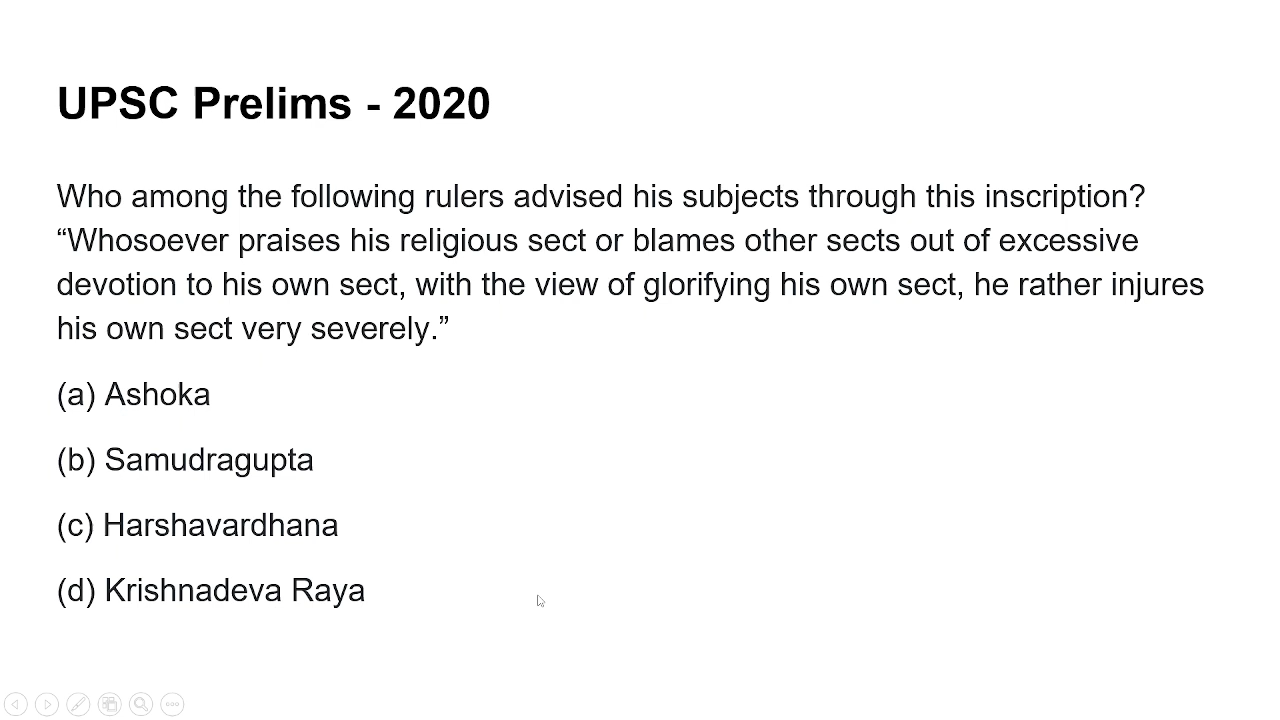 UPSC Prelims - 2020
Who among the following rulers advised his subjects through this inscription?
“Whosoever praises his religious sect or blames other sects out of excessive
devotion to his own sect, with the view of glorifying his own sect, he rather injures
his own sect very severely.”
(a) Ashoka
(b) Samudragupta
(c) Harshavardhana
(d) Krishnadeva Raya